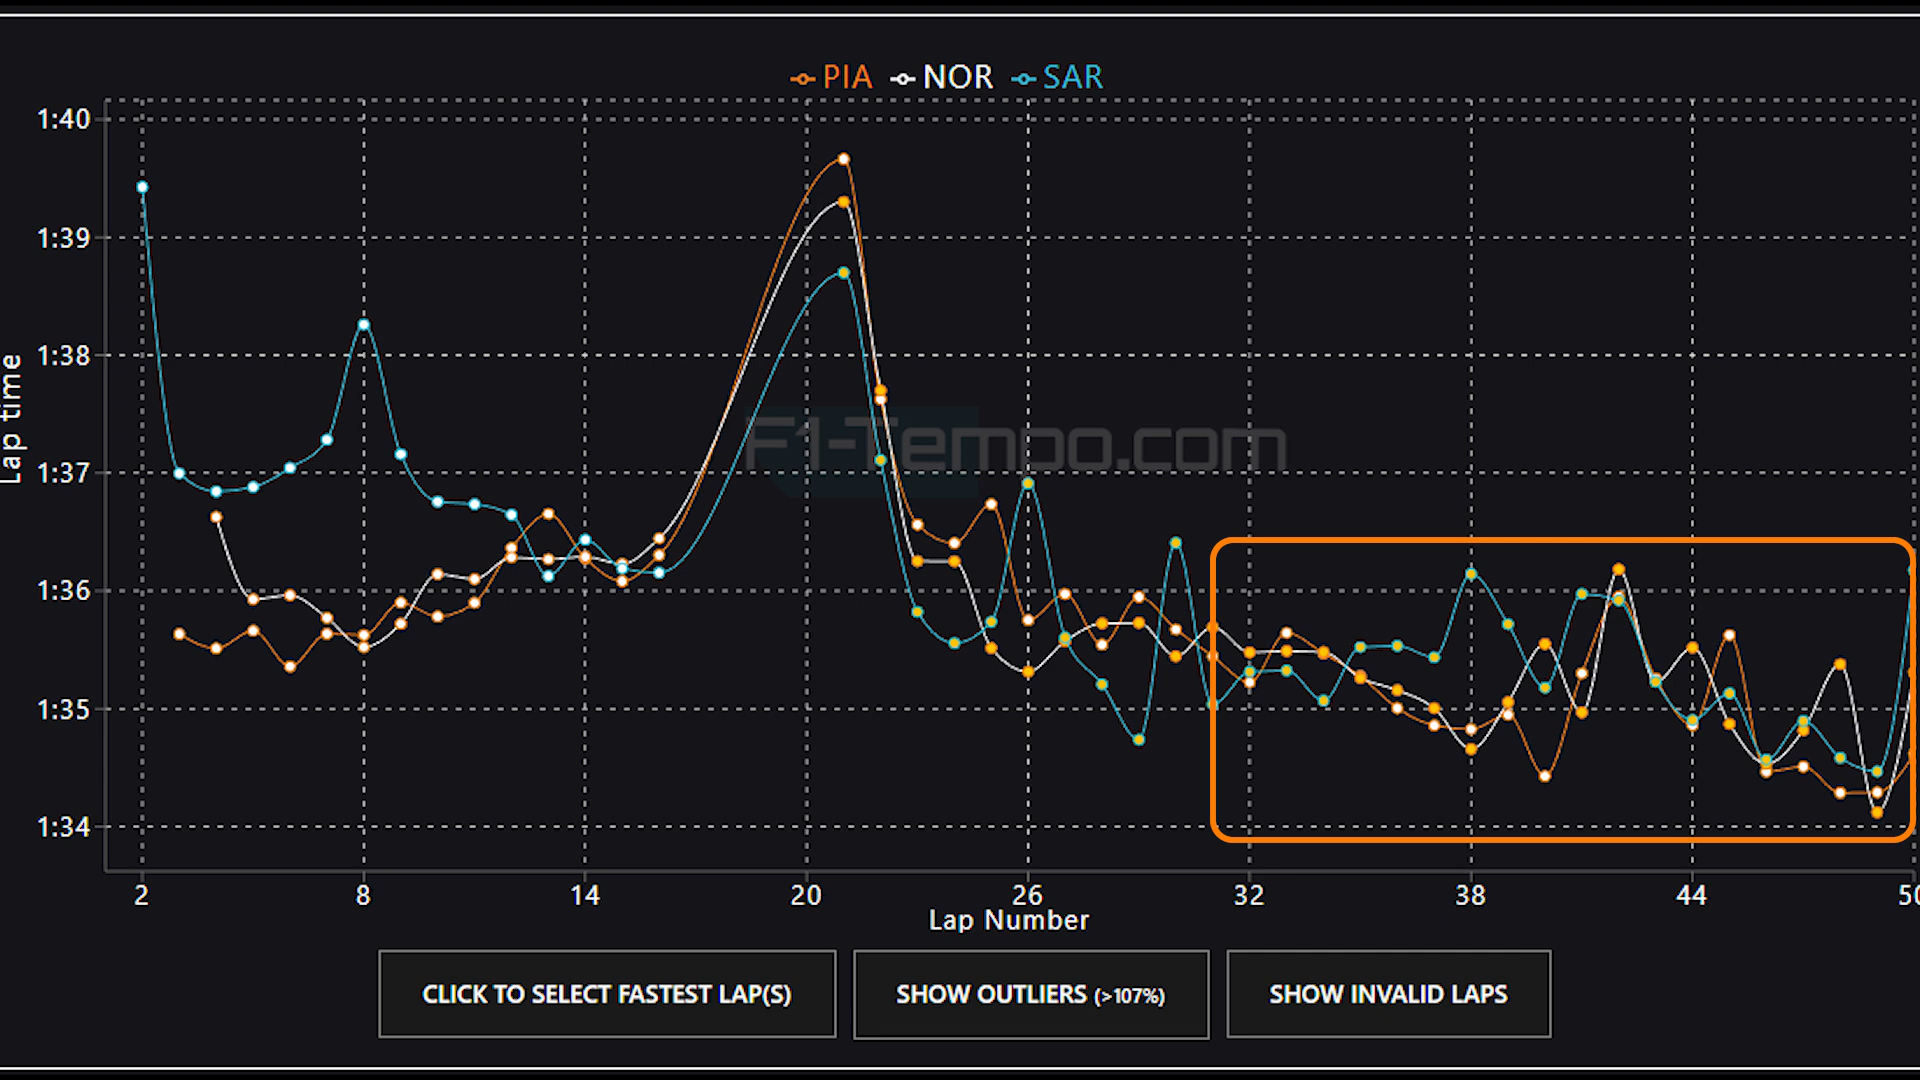 PIA NOR SAR
1:40
1:39
1:38
1:37
1:36
1:35
1:34
Lap time
F1-Tempo.com
2 8 14 20 26 32 38 44 50
Lap Number
CLICK TO SELECT FASTEST LAP(S)
SHOW OUTLIERS (>107%)
SHOW INVALID LAPS